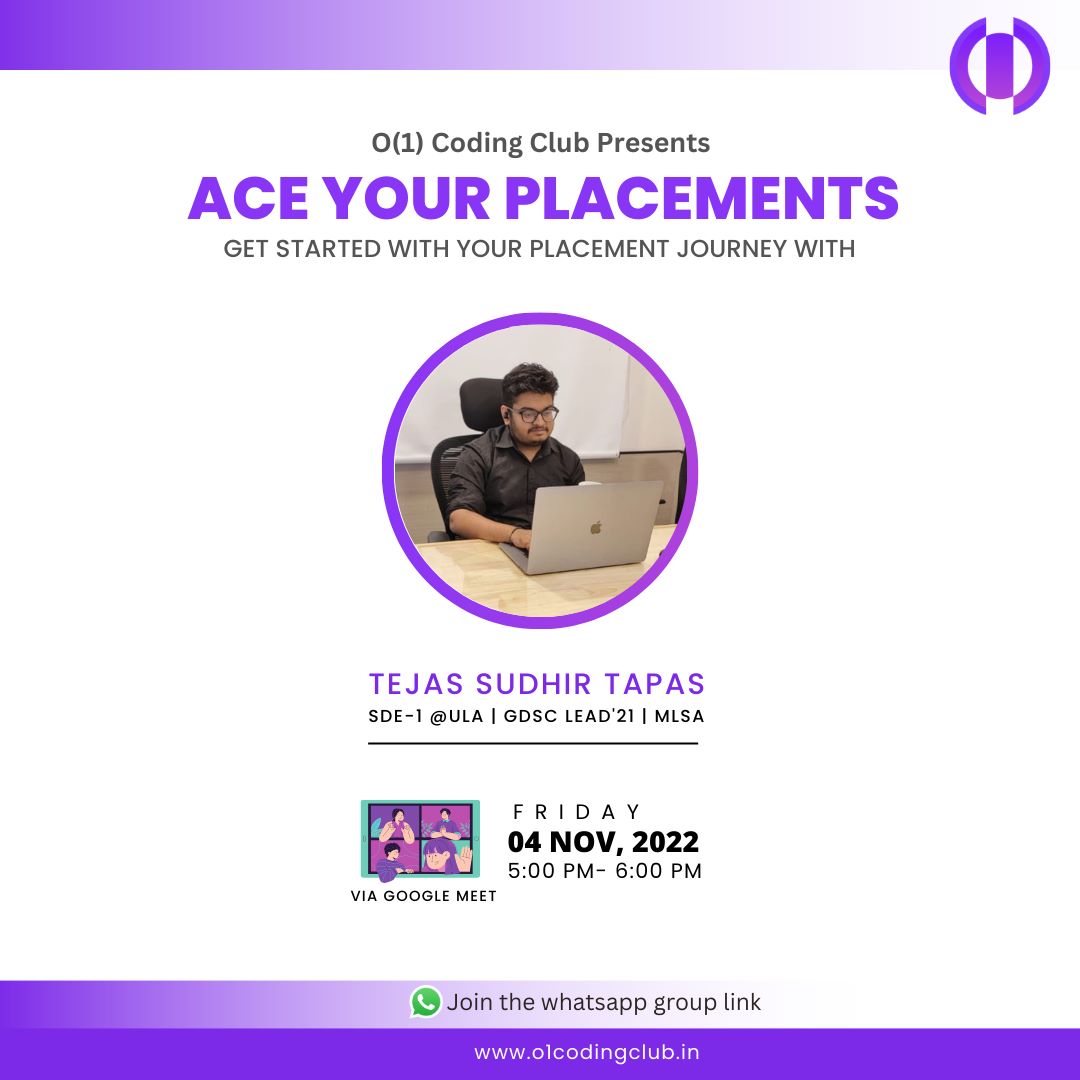 O(1) Coding Club Presents
ACE YOUR PLACEMENTS
GET STARTED WITH YOUR PLACEMENT JOURNEY WITH
TEJAS SUDHIR TAPAS
SDE-1 @ULA | GDSC LEAD'21 | MLSA
FRIDAY
04 NOV, 2022
5:00 PM- 6:00 PM
VIA GOOGLE MEET
Join the whatsapp group link
www.o1codingclub.in